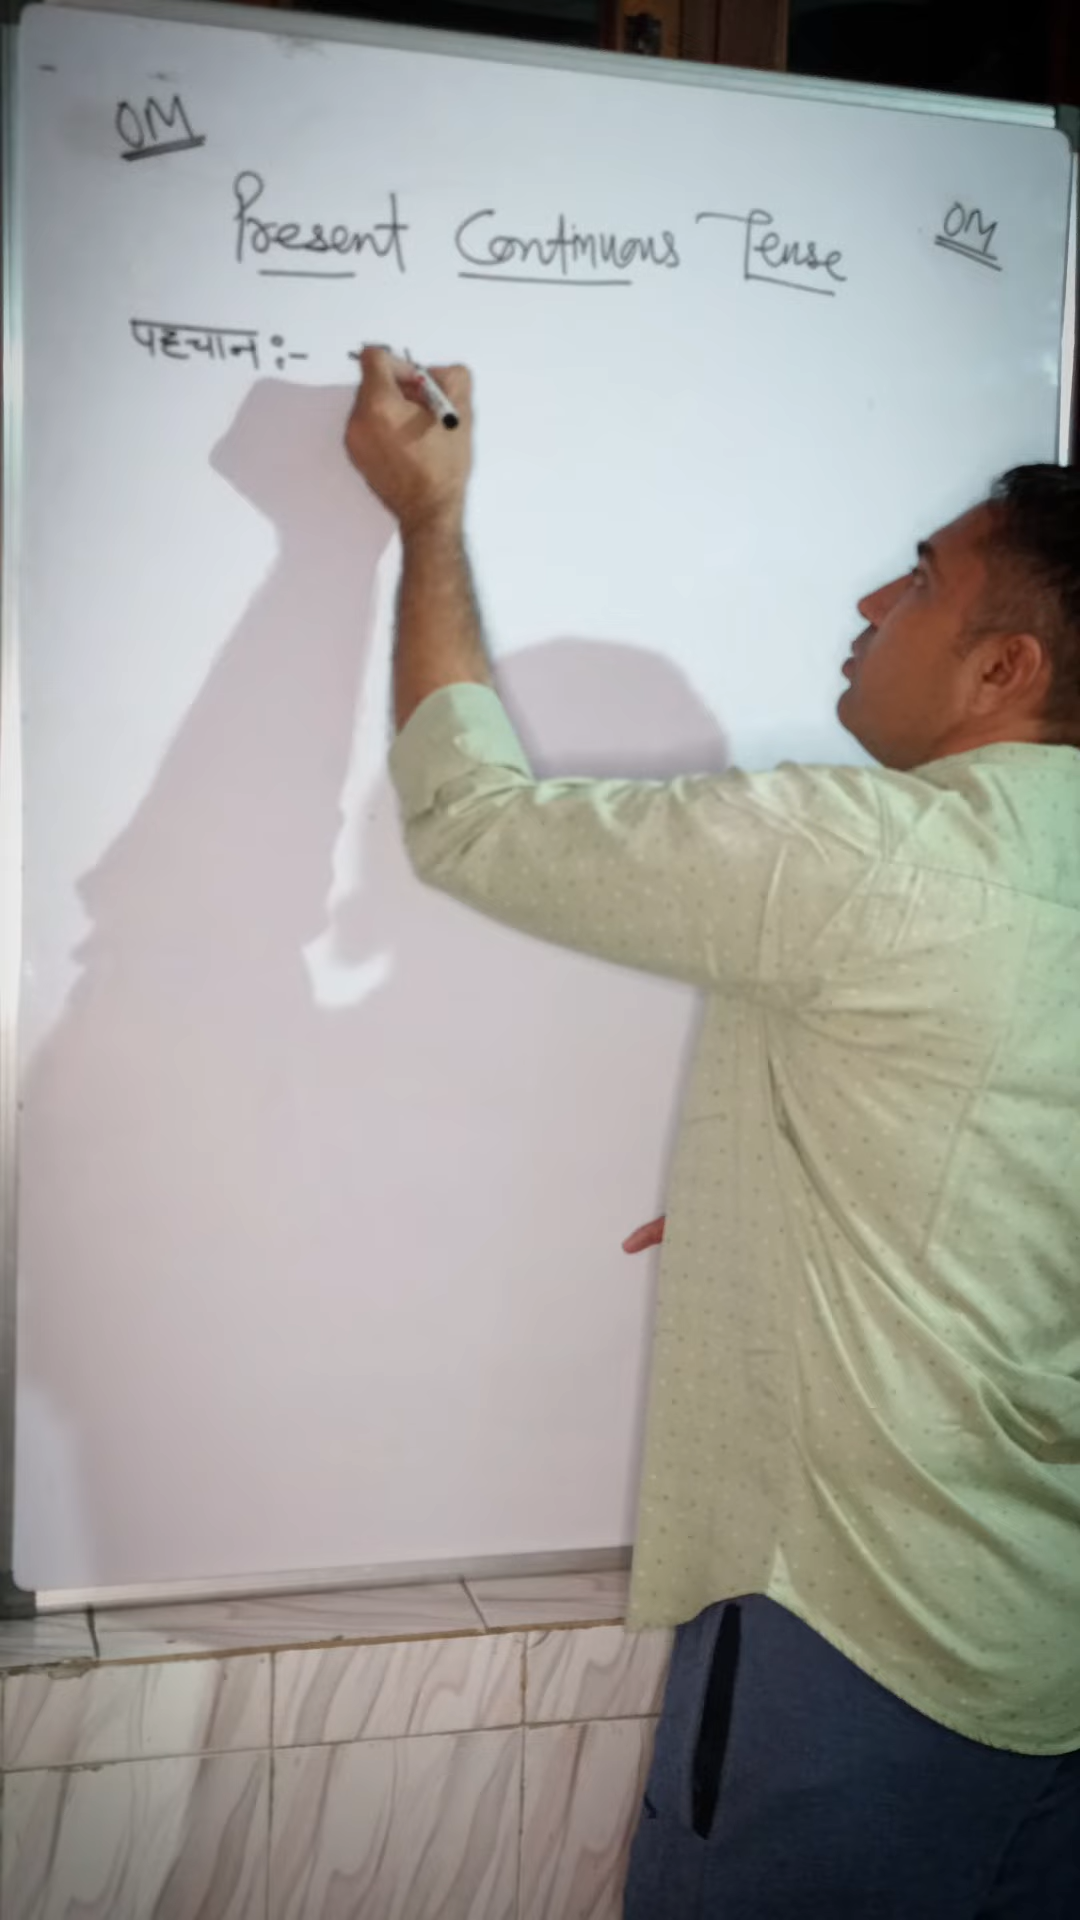 OM
Present Continuous Tense
OM
पहचान :-